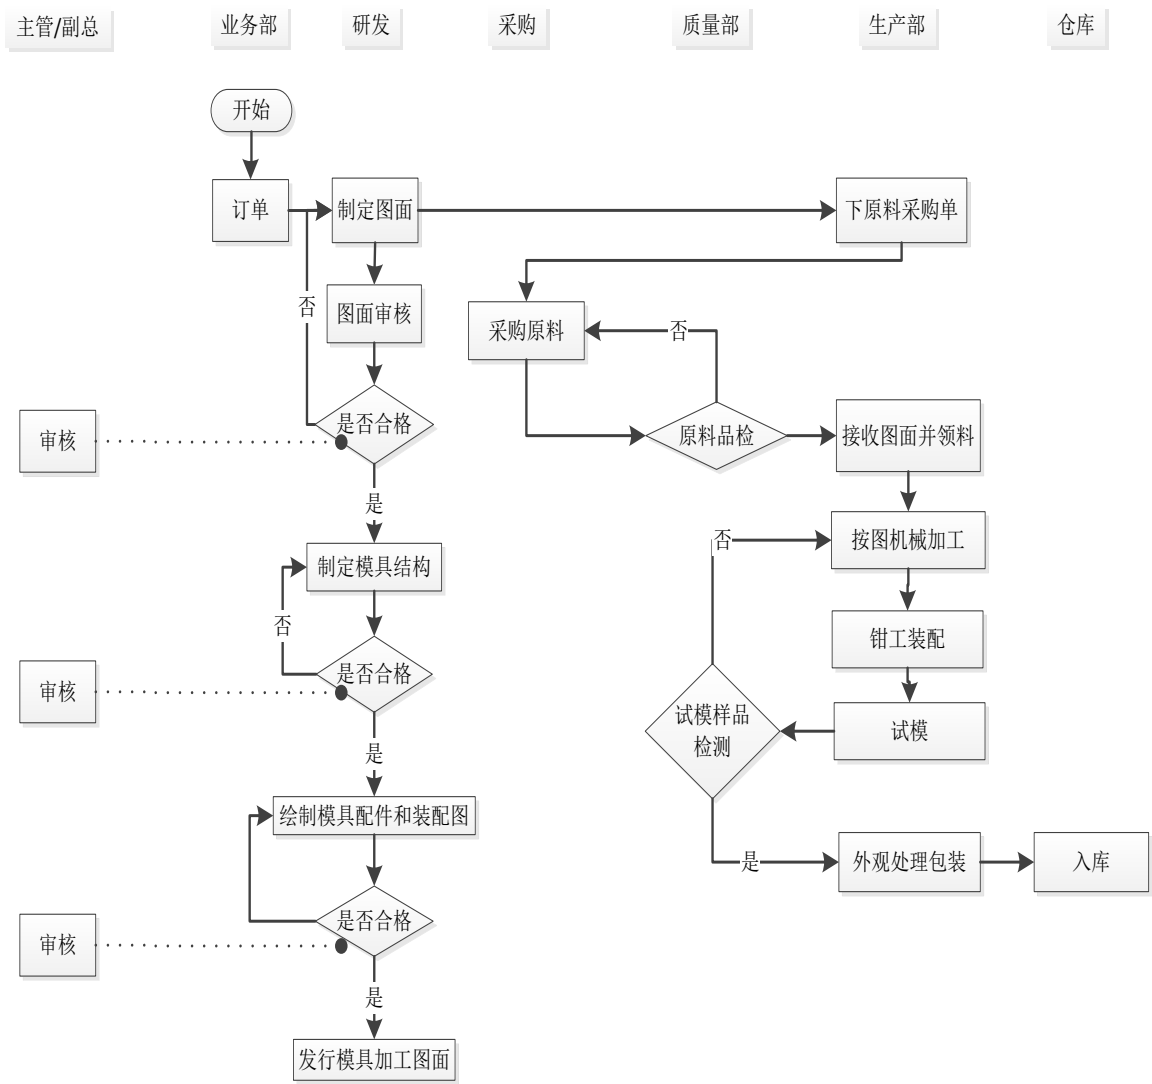 主管/副总
业务部
研发
采购
质量部
生产部
仓库
开始
订单
制定图面
下原料采购单
否
图面审核
采购原料
否
审核
是否合格
原料品检
接收图面并领料
是
否
按图机械加工
制定模具结构
否
钳工装配
审核
是否合格
试模样品
检测
试模
是
绘制模具配件和装配图
是
外观处理包装
入库
审核
是否合格
是
发行模具加工图面